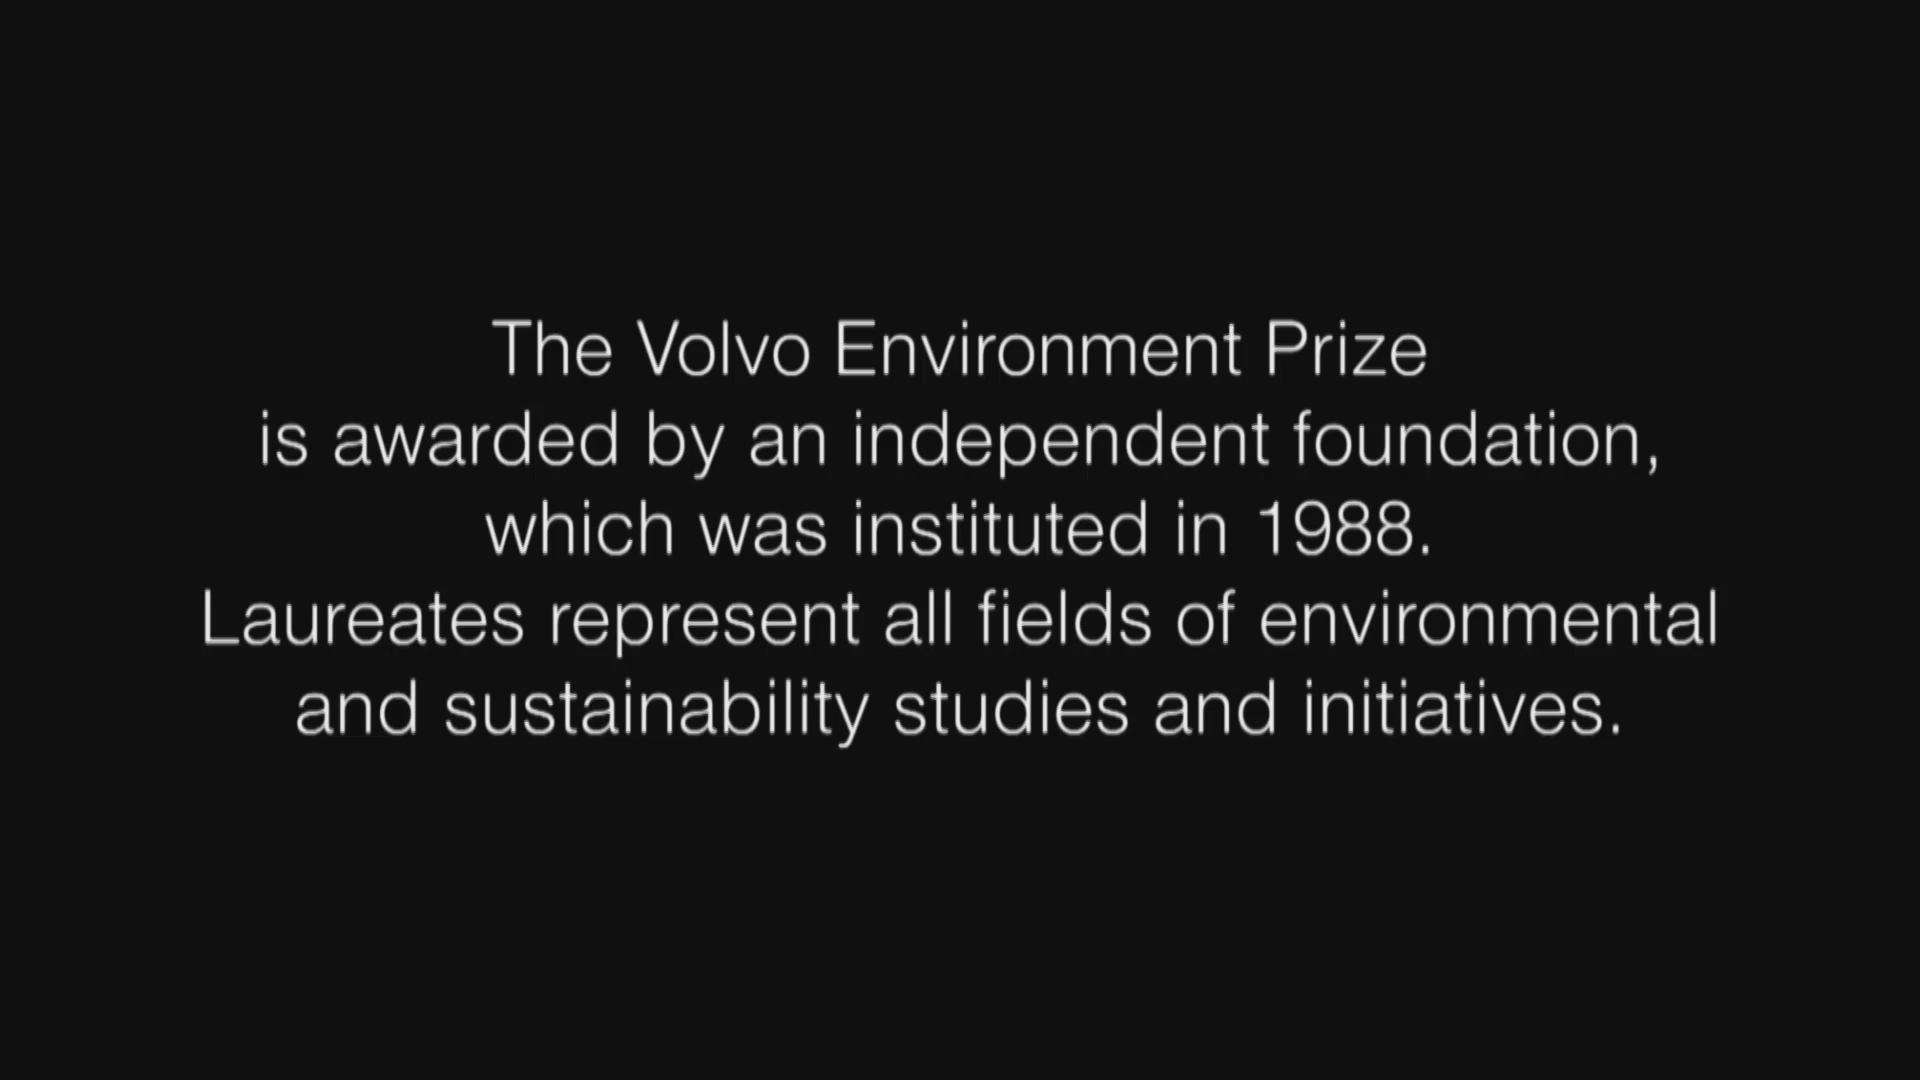 The Volvo Environment Prize
is awarded by an independent foundation,
which was instituted in 1988.
Laureates represent all fields of environmental
and sustainability studies and initiatives.